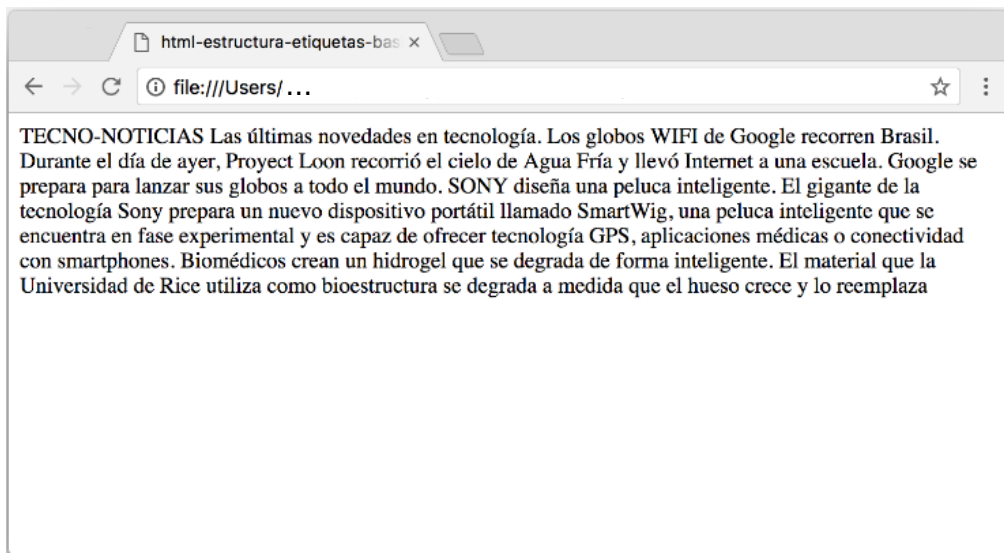 html-estructura-etiquetas-bas
file:///Users/ ...
TECNO-NOTICIAS Las últimas novedades en tecnología. Los globos WIFI de Google recorren Brasil.
Durante el día de ayer, Proyect Loon recorrió el cielo de Agua Fría y llevó Internet a una escuela. Google se
prepara para lanzar sus globos a todo el mundo. SONY diseña una peluca inteligente. El gigante de la
tecnología Sony prepara un nuevo dispositivo portátil llamado SmartWig, una peluca inteligente que se
encuentra en fase experimental y es capaz de ofrecer tecnología GPS, aplicaciones médicas o conectividad
con smartphones. Biomédicos crean un hidrogel que se degrada de forma inteligente. El material que la
Universidad de Rice utiliza como bioestructura se degrada a medida que el hueso crece y lo reemplaza